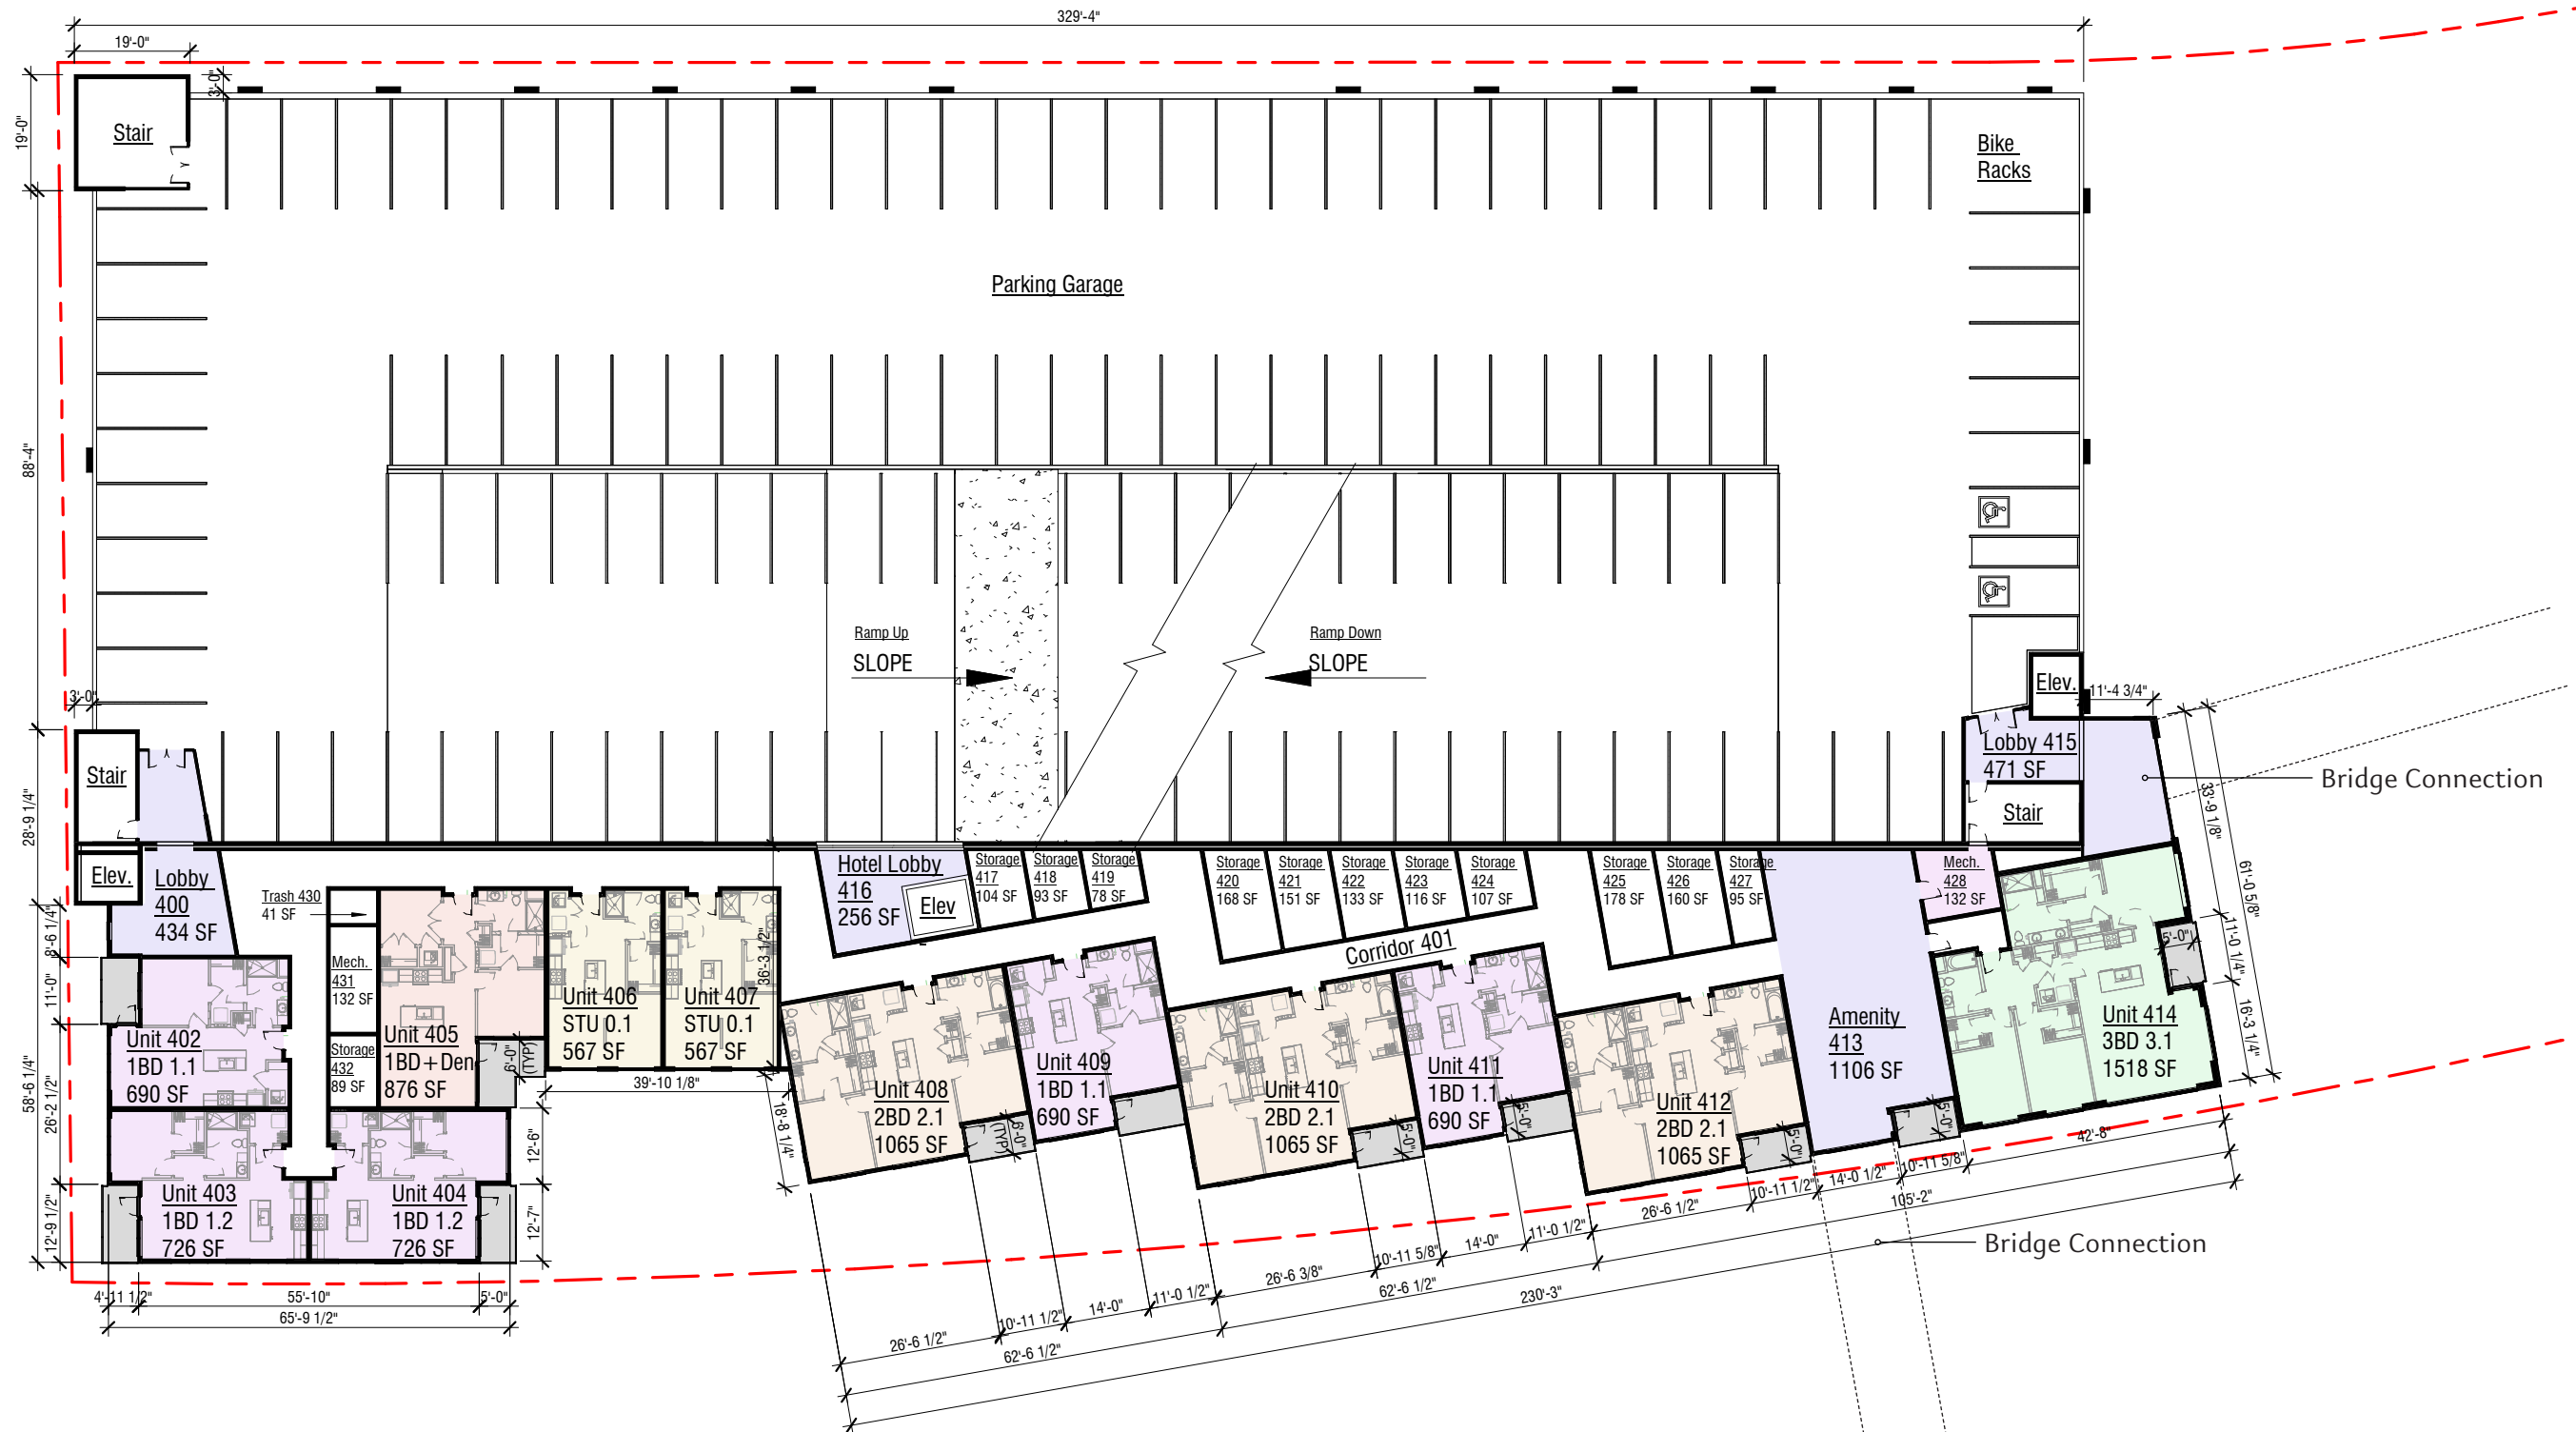 329'-4"
19'-0"
3'-0"
19'-0"
Stair
Bike
Racks
Parking Garage
88'-4"
Ramp Up
SLOPE
Ramp Down
SLOPE
3'-0"
Elev.
11'-4 3/4"
Stair
Lobby 415
471 SF
Bridge Connection
Stair
28'-9 1/4"
33'-9 1/8"
61'-0 5/8"
Elev.
Lobby
400
434 SF
Trash 430
41 SF
Hotel Lobby
416
256 SF
Elev
Storage
417
104 SF
Storage
418
93 SF
Storage
419
78 SF
Storage
420
168 SF
Storage
421
151 SF
Storage
422
133 SF
Storage
423
116 SF
Storage
424
107 SF
Storage
425
178 SF
Storage
426
160 SF
Storage
427
95 SF
Mech.
428
132 SF
8'-6 1/4"
36'-3 1/2"
Corridor 401
5'-0"
11'-0 1/4"
Mech.
431
132 SF
11'-0"
Unit 402
1BD 1.1
690 SF
Storage
432
89 SF
Unit 405
1BD+Den
876 SF
6'-0"
(TYP)
Unit 406
STU 0.1
567 SF
Unit 407
STU 0.1
567 SF
39'-10 1/8"
18'-8 1/4"
Unit 408
2BD 2.1
1065 SF
6'-0"
(TYP)
Unit 409
1BD 1.1
690 SF
Unit 410
2BD 2.1
1065 SF
5'-0"
Unit 411
1BD 1.1
690 SF
5'-0"
Unit 412
2BD 2.1
1065 SF
5'-0"
Amenity
413
1106 SF
5'-0"
Unit 414
3BD 3.1
1518 SF
16'-3 1/4"
58'-6 1/4"
26'-2 1/2"
12'-6"
12'-7"
12'-9 1/2"
Unit 403
1BD 1.2
726 SF
Unit 404
1BD 1.2
726 SF
42'-8"
10'-11 5/8"
14'-0 1/2"
10'-11 1/2"
105'-2"
26'-6 1/2"
11'-0 1/2"
14'-0"
10'-11 5/8"
26'-6 3/8"
62'-6 1/2"
11'-0 1/2"
14'-0"
10'-11 1/2"
26'-6 1/2"
62'-6 1/2"
230'-3"
Bridge Connection
4'-11 1/2"
55'-10"
5'-0"
65'-9 1/2"